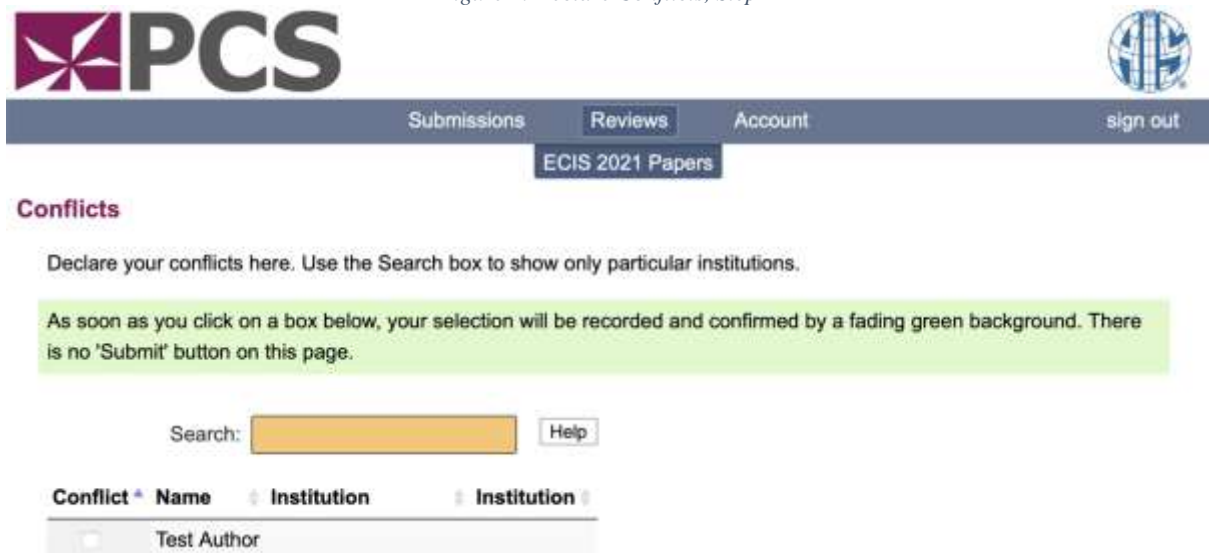 PCS
Submissions Reviews Account sign out
ECIS 2021 Papers
Conflicts
Declare your conflicts here. Use the Search box to show only particular institutions.
As soon as you click on a box below, your selection will be recorded and confirmed by a fading green background. There
is no 'Submit' button on this page.
Search: Help
Conflict Name Institution Institution
Test Author